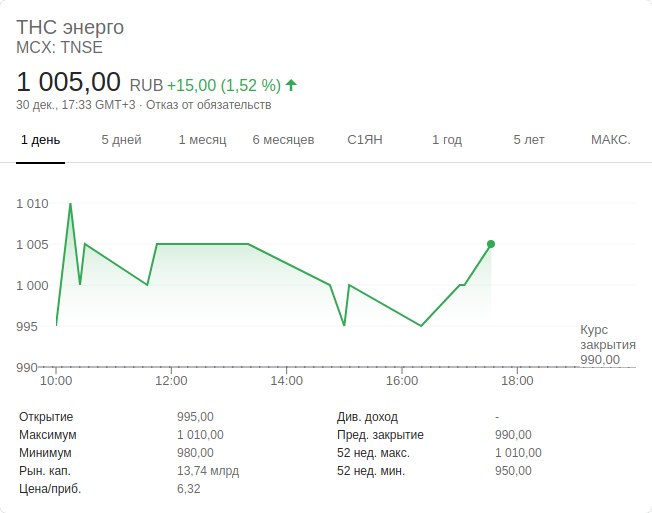 ТНС энерго
MCX: TNSE
1 005,00 RUB +15,00 (1,52 %)
30 дек., 17:33 GMT+3 · Отказ от обязательств
1 день 5 дней 1 месяц 6 месяцев С1ЯН 1 год 5 лет МАКС.
1 010
1 005
1 000
995
990
Курс
закрытия
990,00
10:00 12:00 14:00 16:00 18:00
Открытие 995,00 Див. доход -
Максимум 1 010,00 Пред. закрытие 990,00
Минимум 980,00 52 нед. макс. 1 010,00
Рын. кап. 13,74 млрд 52 нед. мин. 950,00
Цена/приб. 6,32